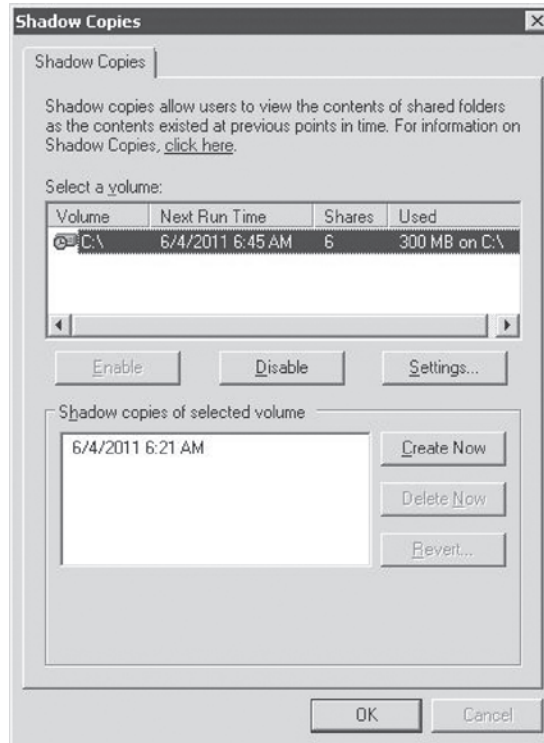 Shadow Copies
Shadow Copies
Shadow copies allow users to view the contents of shared folders
as the contents existed at previous points in time. For information on
Shadow Copies, click here.
Select a volume:
Volume Next Run Time Shares Used
C:\ 6/4/2011 6:45 AM 6 300 MB on C:\
Enable Disable Settings...
Shadow copies of selected volume
6/4/2011 6:21 AM
Create Now
Delete Now
Revert...
OK Cancel